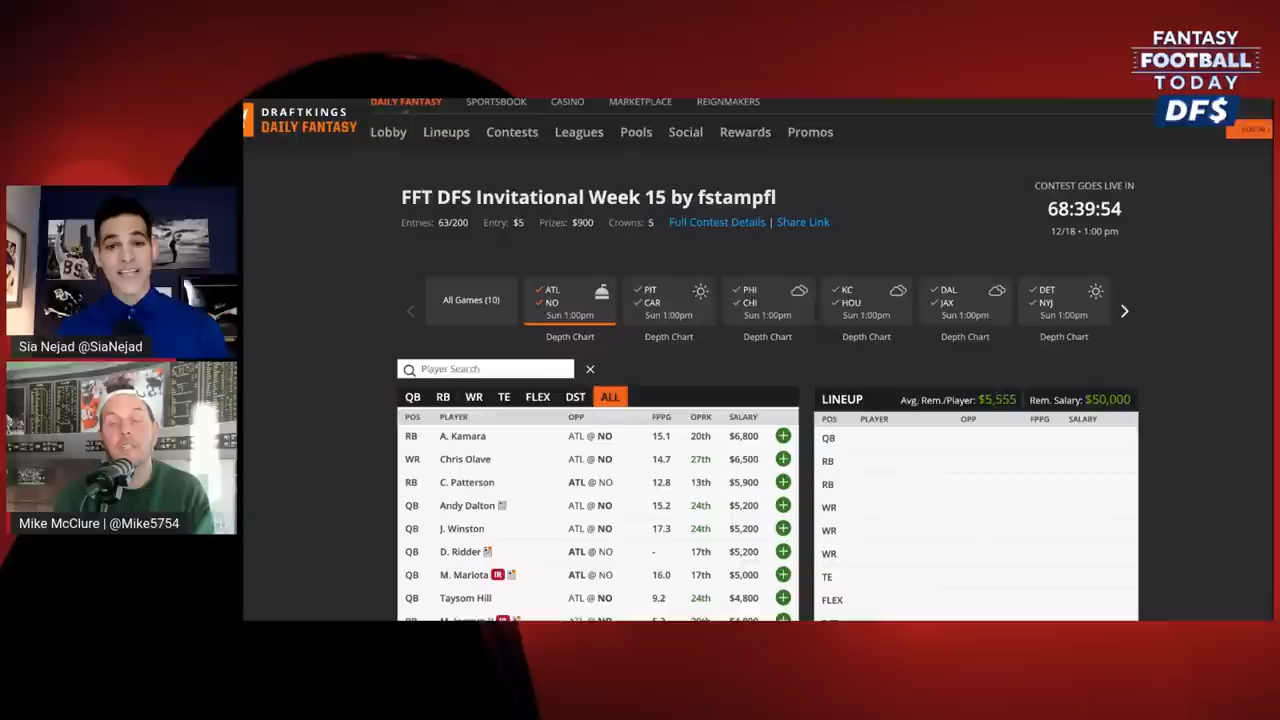 FANTASY
FOOTBALL
TODAY
DF$
DRAFTKINGS
DAILY FANTASY
DAILY FANTASY SPORTSBOOK CASINO MARKETPLACE REIGNMAKERS
Lobby Lineups Contests Leagues Pools Social Rewards Promos
FFT DFS Invitational Week 15 by fstampfl
Entries: 63/200 Entry: $5 Prizes: $900 Crowns: 5 Full Contest Details | Share Link
CONTEST GOES LIVE IN
68:39:54
12/18 • 1:00 pm
All Games (10)
ATL
NO
Sun 1:00pm
Depth Chart
PIT
CAR
Sun 1:00pm
Depth Chart
PHI
CHI
Sun 1:00pm
Depth Chart
KC
HOU
Sun 1:00pm
Depth Chart
DAL
JAX
Sun 1:00pm
Depth Chart
DET
NYJ
Sun 1:00pm
Depth Chart
Player Search
QB RB WR TE FLEX DST ALL
POS PLAYER OPP FPPG OPRK SALARY
RB A. Kamara ATL @ NO 15.1 20th $6,800
WR Chris Olave ATL @ NO 14.7 27th $6,500
RB C. Patterson ATL @ NO 12.8 13th $5,900
QB Andy Dalton ATL @ NO 15.2 24th $5,200
QB J. Winston ATL @ NO 17.3 24th $5,200
QB D. Ridder ATL @ NO - 17th $5,200
QB M. Mariota IR ATL @ NO 16.0 17th $5,000
QB Taysom Hill ATL @ NO 9.2 24th $4,800
LINEUP Avg. Rem./Player: $5,555 Rem. Salary: $50,000
POS PLAYER OPP FPPG SALARY
QB
RB
RB
WR
WR
WR
TE
FLEX
Sia Nejad @SiaNejad
Mike McClure | @Mike5754